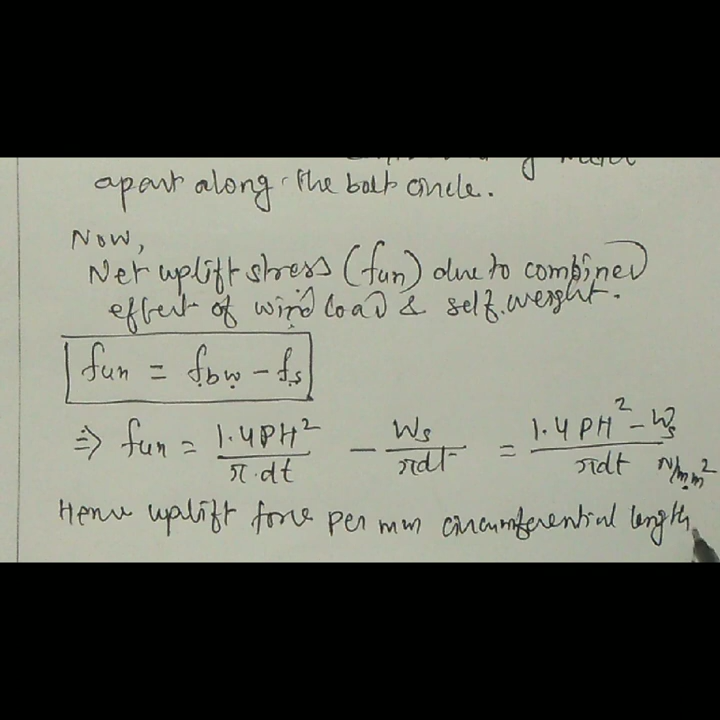 apart along the bolt circle.
Now,
Net uplift stress (fun) due to combined
effect of wind load & self.weight.
fun = fbw - fs
⇒ fun = 1.4PH²/π.dt - Ws/πdt = 1.4PH² - Ws/πdt N/mm²
Hence uplift force per mm circumferential length